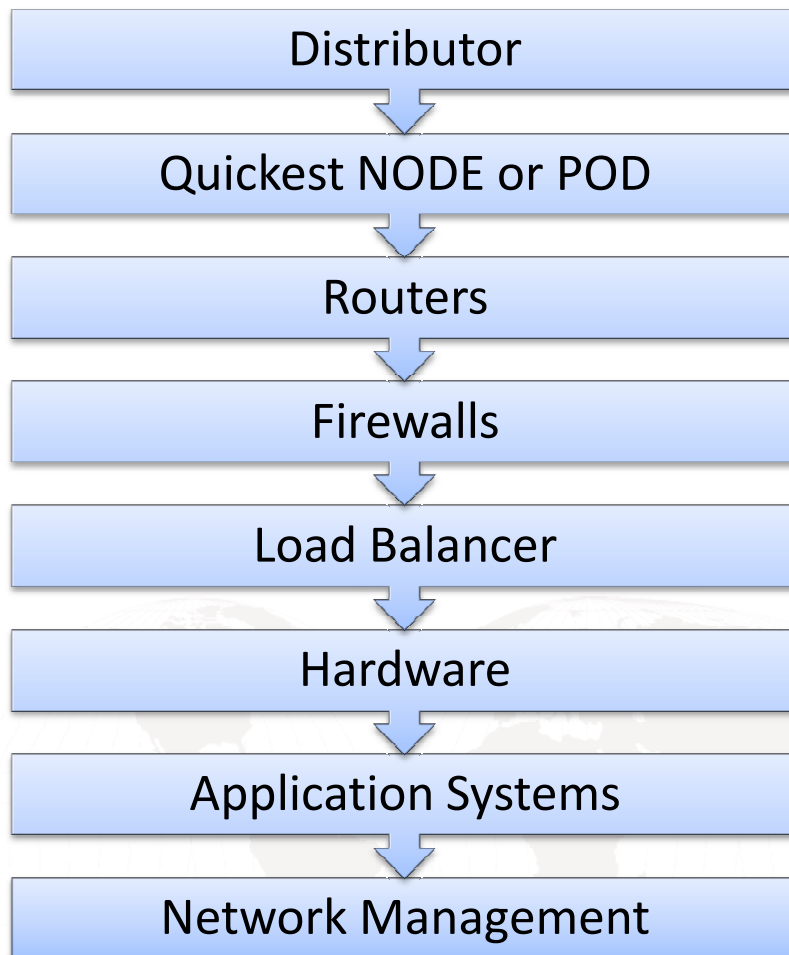 Distributor
Quickest NODE or POD
Routers
Firewalls
Load Balancer
Hardware
Application Systems
Network Management